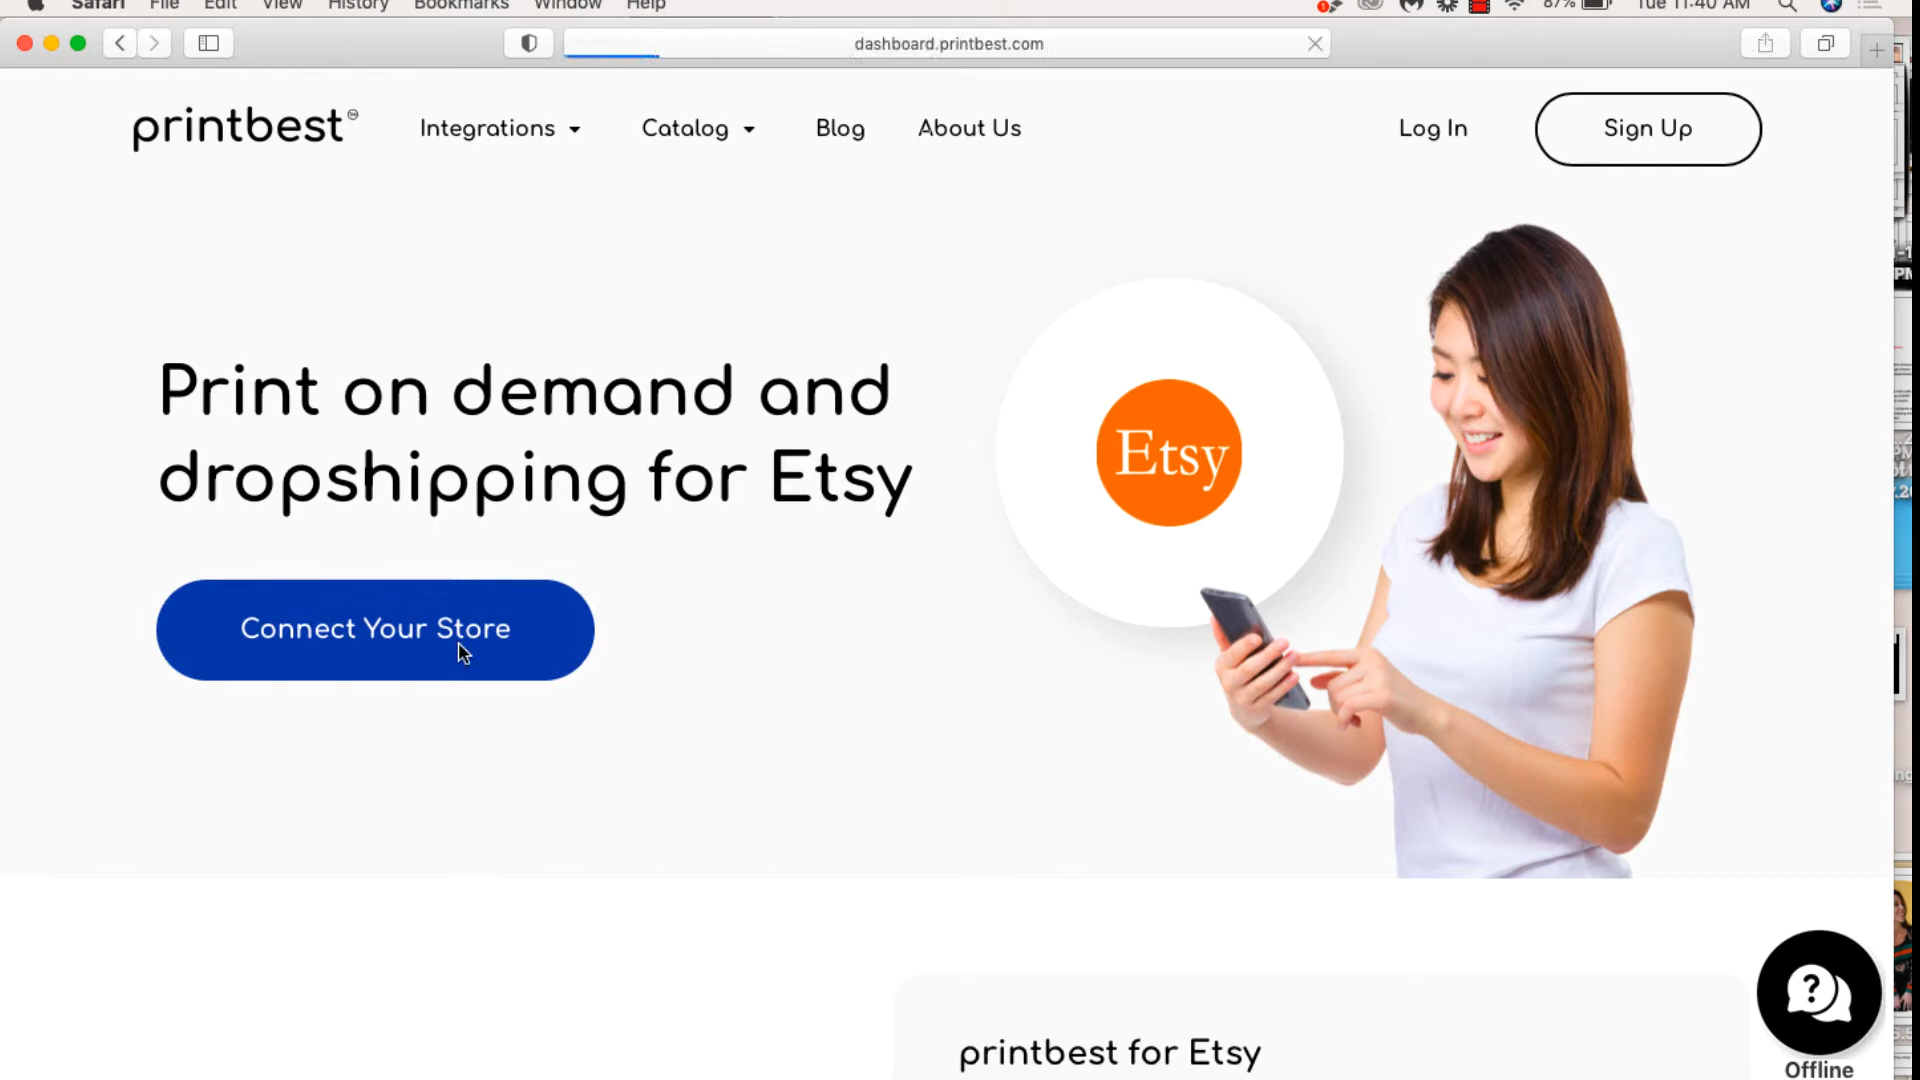 Safari File Edit View History Bookmarks Window Help 87% Tue 11:40 AM
dashboard.printbest.com
printbest Integrations Catalog Blog About Us Log In Sign Up
Print on demand and
dropshipping for Etsy
Etsy
Connect Your Store
?
printbest for Etsy
Offline